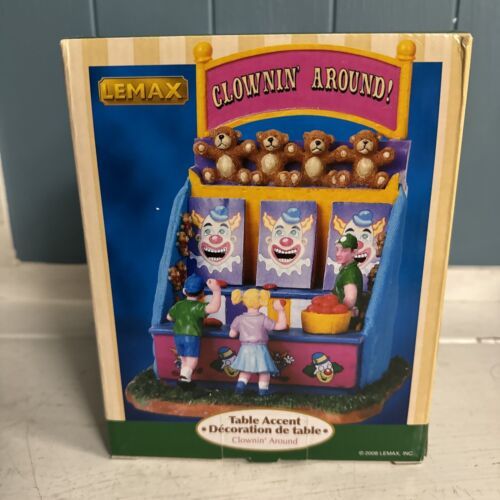 LEMAX
CLOWNIN' AROUND!
Table Accent
• Décoration de table •
Clownin' Around
©2008 LEMAX, INC.